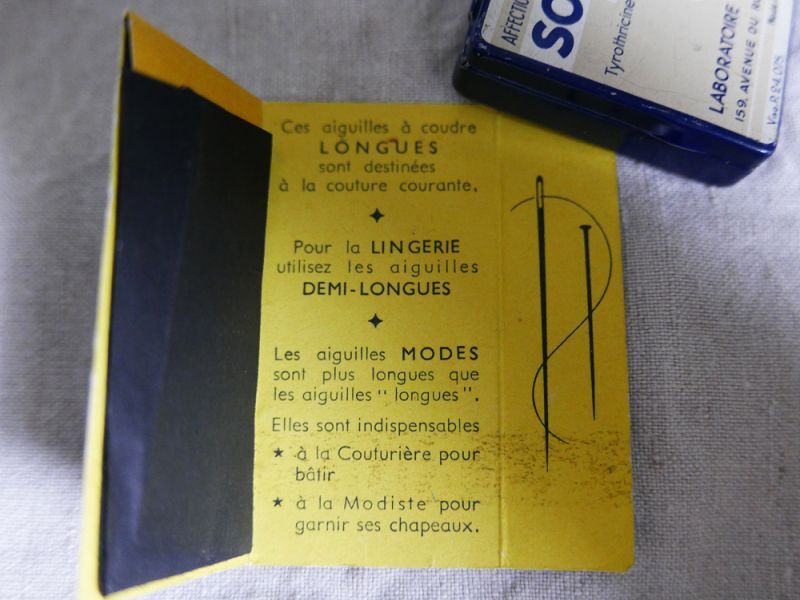 Ces aiguilles à coudre
LONGUES
sont destinées
à la couture courante.
Pour la LINGERIE
utilisez les aiguilles
DEMI-LONGUES
Les aiguilles MODES
sont plus longues que
les aiguilles "longues".
Elles sont indispensables
★ à la Couturière pour
bâtir
★ à la Modiste pour
garnir ses chapeaux.
SO
Tyrothricine
LABORATOIRE
159, AVENUE DU